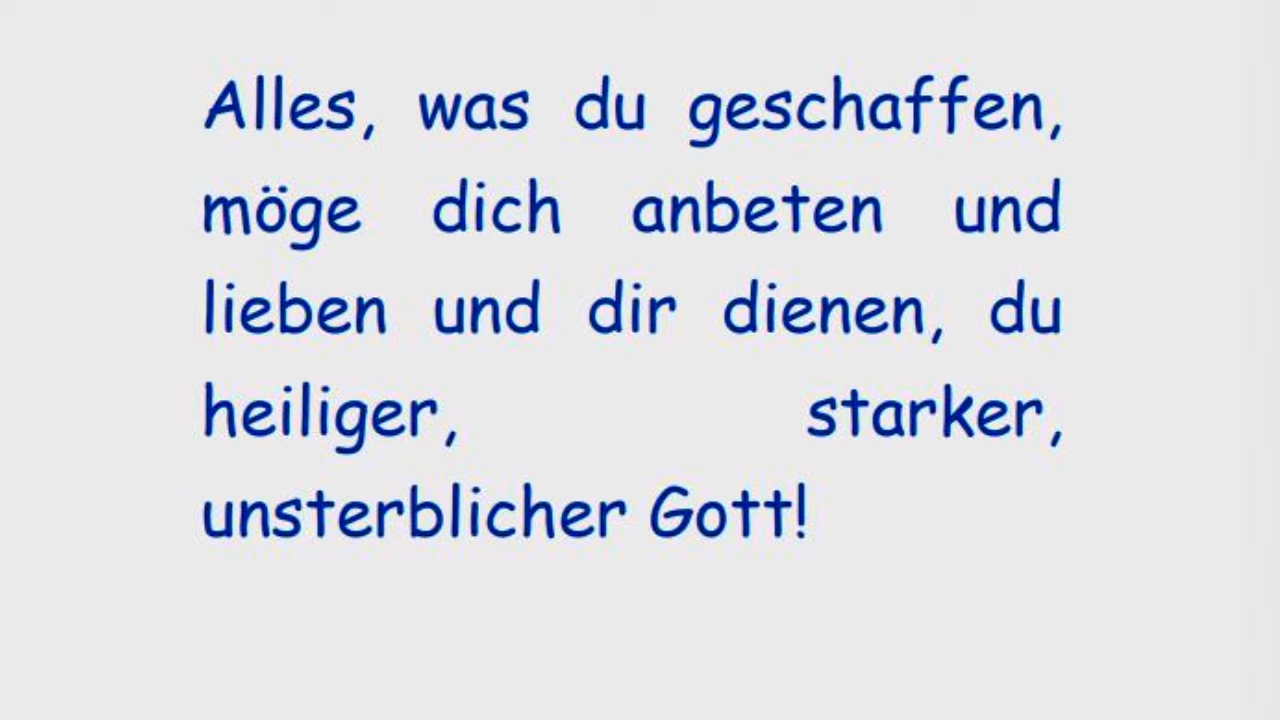 Alles, was du geschaffen,
möge dich anbeten und
lieben und dir dienen, du
heiliger, starker,
unsterblicher Gott!